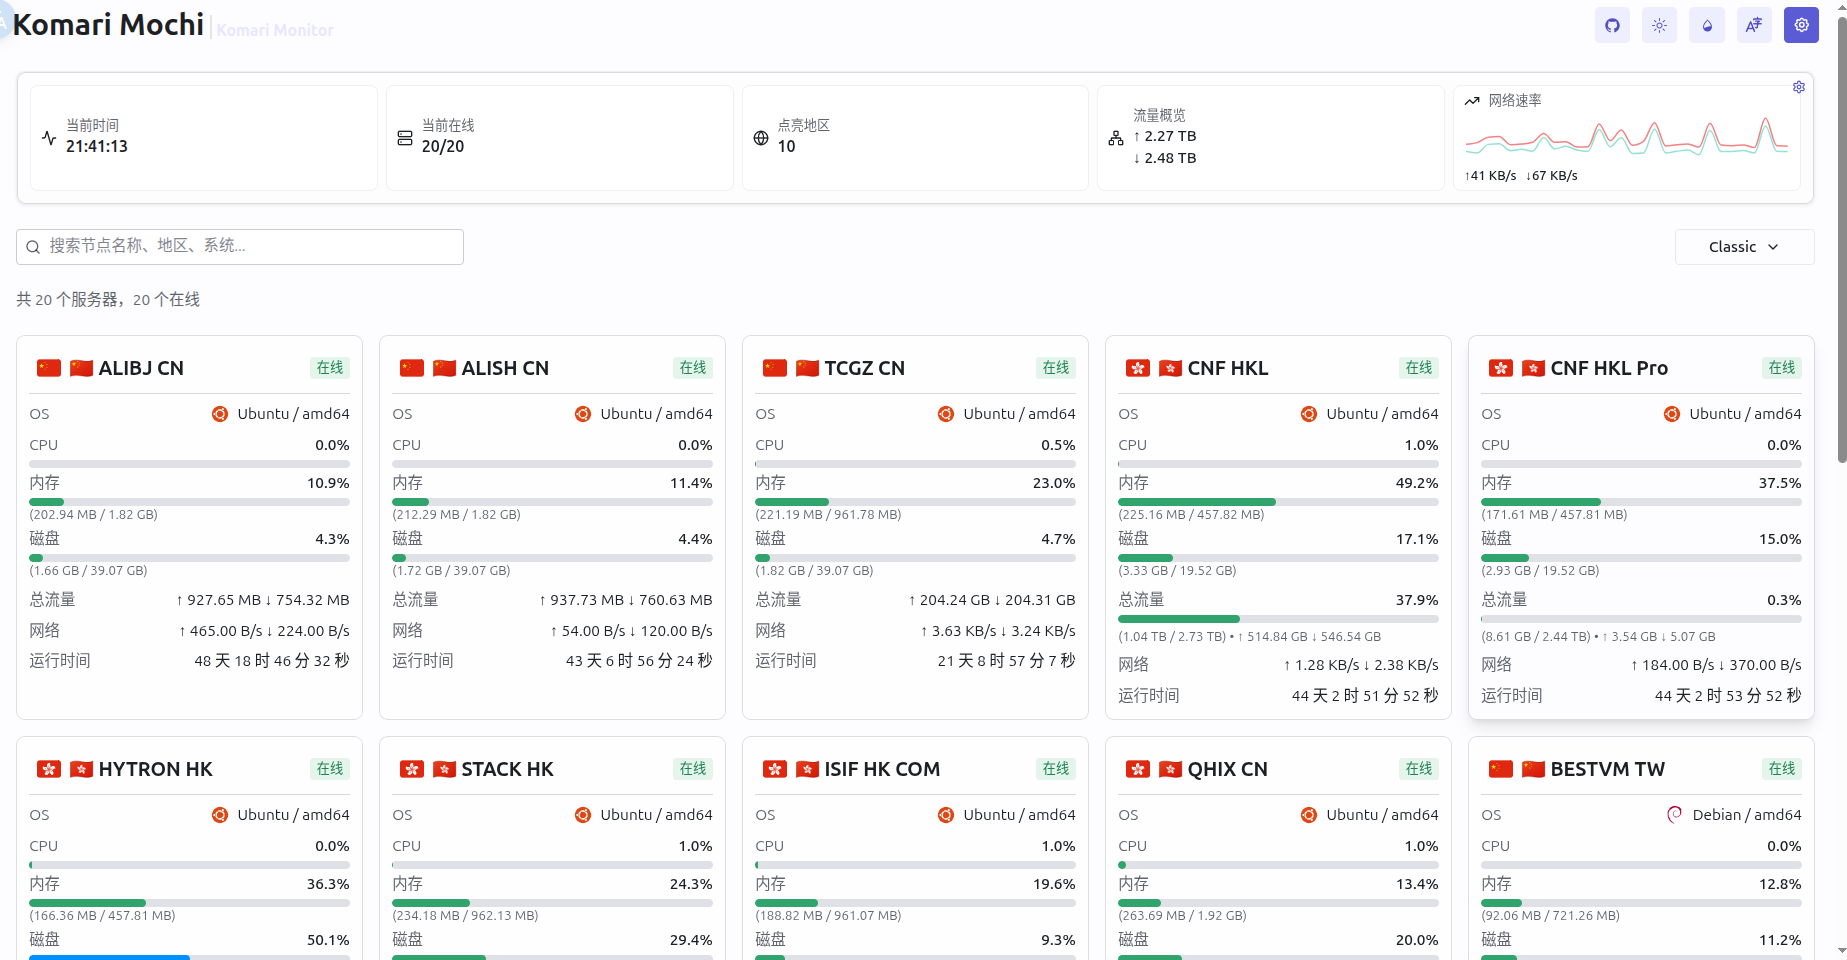 Komari Mochi
Komari Monitor
当前时间
21:41:13
当前在线
20/20
点亮地区
10
流量概览
↑ 2.27 TB
↓ 2.48 TB
网络速率
↑41 KB/s ↓67 KB/s
搜索节点名称、地区、系统...
Classic
共 20 个服务器，20 个在线
ALIBJ CN 在线
OS Ubuntu / amd64
CPU 0.0%
内存 10.9%
(202.94 MB / 1.82 GB)
磁盘 4.3%
(1.66 GB / 39.07 GB)
总流量 ↑ 927.65 MB ↓ 754.32 MB
网络 ↑ 465.00 B/s ↓ 224.00 B/s
运行时间 48 天 18 时 46 分 32 秒
ALISH CN 在线
OS Ubuntu / amd64
CPU 0.0%
内存 11.4%
(212.29 MB / 1.82 GB)
磁盘 4.4%
(1.72 GB / 39.07 GB)
总流量 ↑ 937.73 MB ↓ 760.63 MB
网络 ↑ 54.00 B/s ↓ 120.00 B/s
运行时间 43 天 6 时 56 分 24 秒
TCGZ CN 在线
OS Ubuntu / amd64
CPU 0.5%
内存 23.0%
(221.19 MB / 961.78 MB)
磁盘 4.7%
(1.82 GB / 39.07 GB)
总流量 ↑ 204.24 GB ↓ 204.31 GB
网络 ↑ 3.63 KB/s ↓ 3.24 KB/s
运行时间 21 天 8 时 57 分 7 秒
CNF HKL 在线
OS Ubuntu / amd64
CPU 1.0%
内存 49.2%
(225.16 MB / 457.82 MB)
磁盘 17.1%
(3.33 GB / 19.52 GB)
总流量 37.9%
(1.04 TB / 2.73 TB) • ↑ 514.84 GB ↓ 546.54 GB
网络 ↑ 1.28 KB/s ↓ 2.38 KB/s
运行时间 44 天 2 时 51 分 52 秒
CNF HKL Pro 在线
OS Ubuntu / amd64
CPU 0.0%
内存 37.5%
(171.61 MB / 457.81 MB)
磁盘 15.0%
(2.93 GB / 19.52 GB)
总流量 0.3%
(8.61 GB / 2.44 TB) • ↑ 3.54 GB ↓ 5.07 GB
网络 ↑ 184.00 B/s ↓ 370.00 B/s
运行时间 44 天 2 时 53 分 52 秒
HYTRON HK 在线
OS Ubuntu / amd64
CPU 0.0%
内存 36.3%
(166.36 MB / 457.81 MB)
磁盘 50.1%
STACK HK 在线
OS Ubuntu / amd64
CPU 1.0%
内存 24.3%
(234.18 MB / 962.13 MB)
磁盘 29.4%
ISIF HK COM 在线
OS Ubuntu / amd64
CPU 1.0%
内存 19.6%
(188.82 MB / 961.07 MB)
磁盘 9.3%
QHIX CN 在线
OS Ubuntu / amd64
CPU 1.0%
内存 13.4%
(263.69 MB / 1.92 GB)
磁盘 20.0%
BESTVM TW 在线
OS Debian / amd64
CPU 0.0%
内存 12.8%
(92.06 MB / 721.26 MB)
磁盘 11.2%